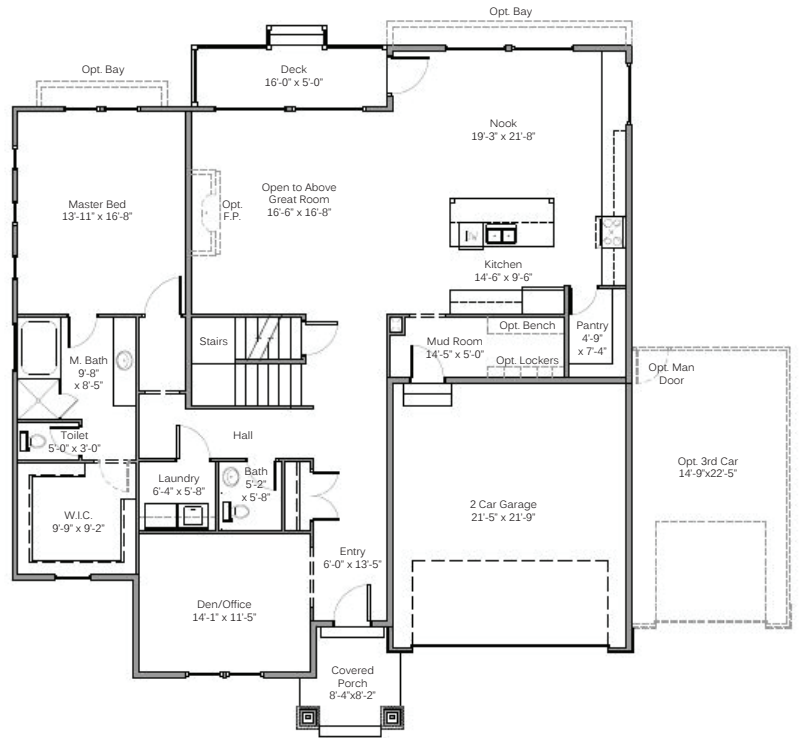 Opt. Bay
Opt. Bay
Deck
16'-0" x 5'-0"
Nook
19'-3" x 21'-8"
Master Bed
13'-11" x 16'-8"
Opt.
F.P.
Open to Above
Great Room
16'-6" x 16'-8"
Kitchen
14'-6" x 9'-6"
Stairs
Mud Room
14'-5" x 5'-0"
Opt. Bench
Opt. Lockers
Pantry
4'-9"
x 7'-4"
M. Bath
9'-8"
x 8'-5"
Opt. Man
Door
Toilet
5'-0" x 3'-0"
Hall
Opt. 3rd Car
14'-9"x22'-5"
Laundry
6'-4" x 5'-8"
Bath
5'-2"
x 5'-8"
2 Car Garage
21'-5" x 21'-9"
W.I.C.
9'-9" x 9'-2"
Entry
6'-0" x 13'-5"
Den/Office
14'-1" x 11'-5"
Covered
Porch
8'-4"x8'-2"